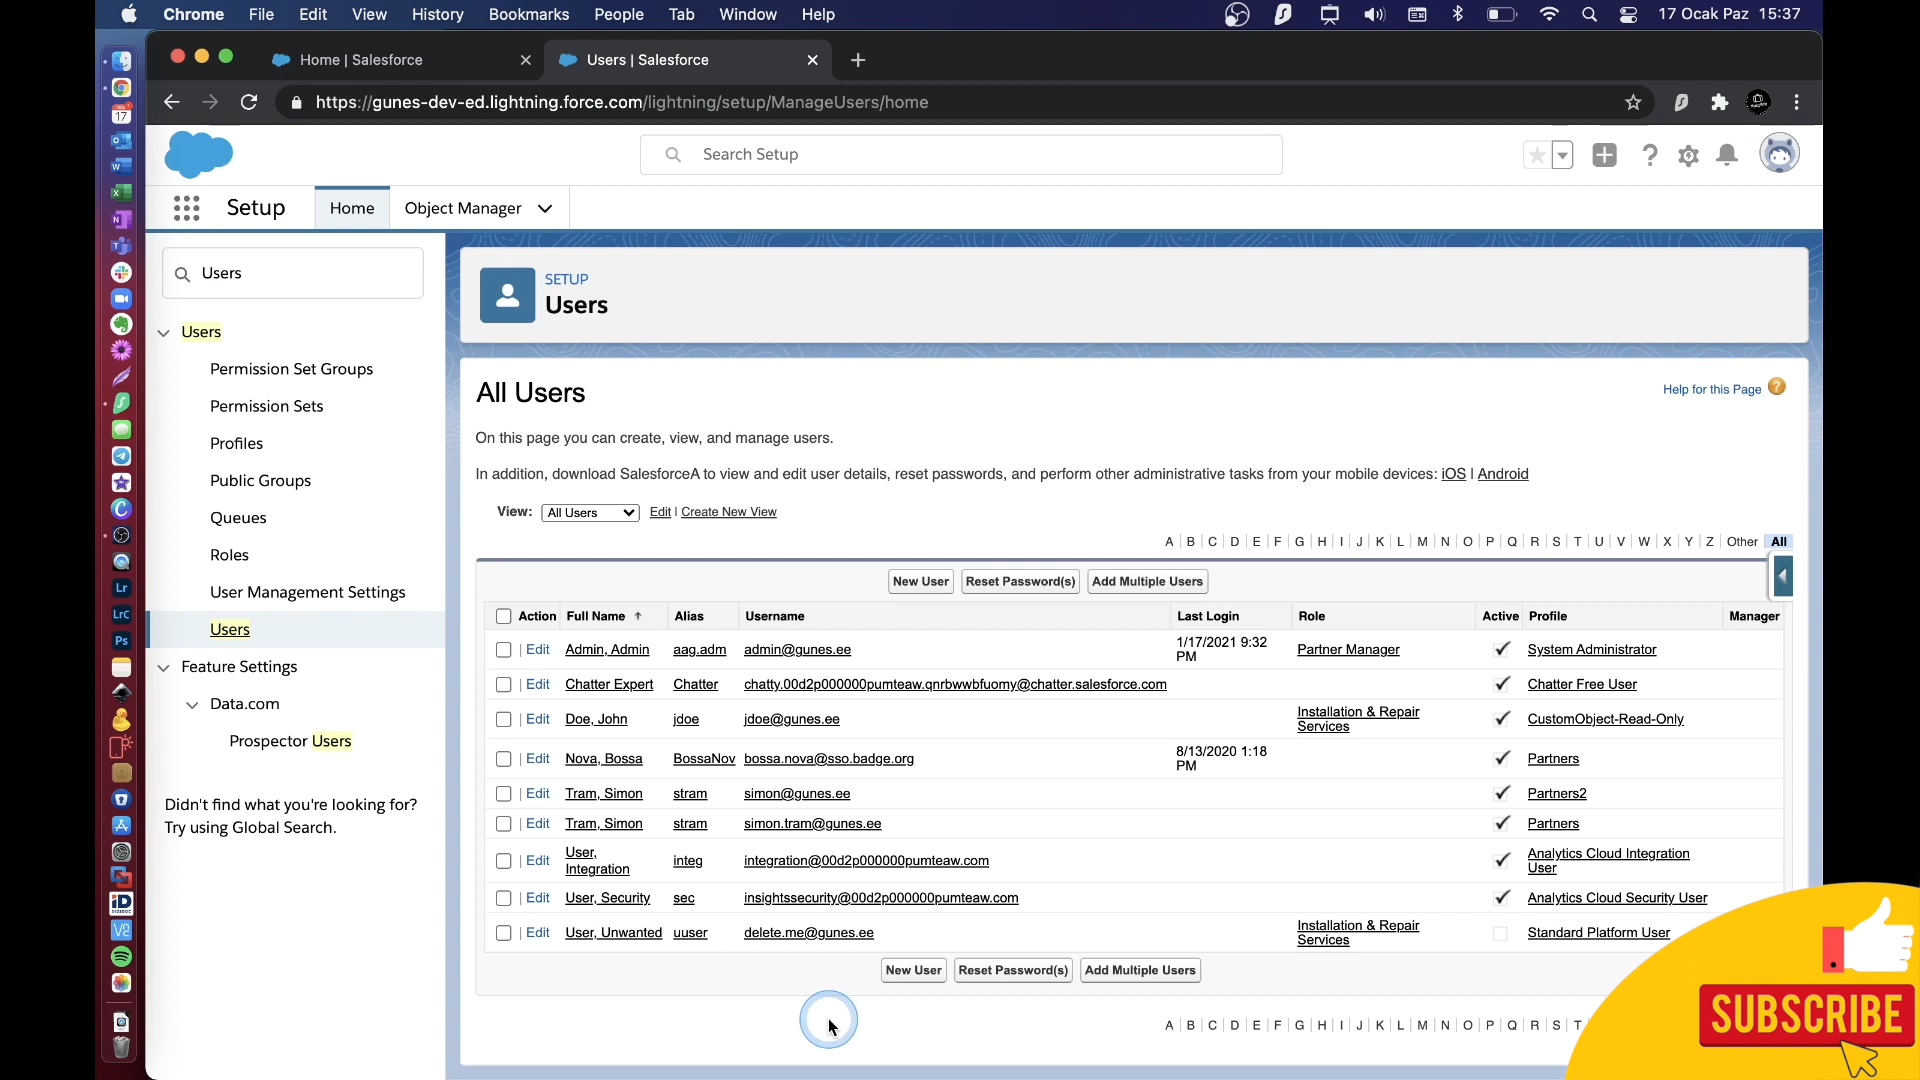 Chrome File Edit View History Bookmarks People Tab Window Help 17 Ocak Paz 15:37
Home | Salesforce Users | Salesforce
https://gunes-dev-ed.lightning.force.com/lightning/setup/ManageUsers/home
Search Setup
Setup Home Object Manager
Users
Users
Permission Set Groups
Permission Sets
Profiles
Public Groups
Queues
Roles
User Management Settings
Users
Feature Settings
Data.com
Prospector Users
Didn't find what you're looking for?
Try using Global Search.
SETUP
Users
All Users
Help for this Page
On this page you can create, view, and manage users.
In addition, download SalesforceA to view and edit user details, reset passwords, and perform other administrative tasks from your mobile devices: iOS | Android
View: All Users Edit | Create New View
A | B | C | D | E | F | G | H | I | J | K | L | M | N | O | P | Q | R | S | T | U | V | W | X | Y | Z | Other All
New User Reset Password(s) Add Multiple Users
Action Full Name Alias Username Last Login Role Active Profile Manager
| Edit Admin, Admin aag.adm admin@gunes.ee 1/17/2021 9:32 PM Partner Manager System Administrator
| Edit Chatter Expert Chatter chatty.00d2p000000pumteaw.qnrbwwbfuomy@chatter.salesforce.com Chatter Free User
| Edit Doe, John jdoe jdoe@gunes.ee Installation & Repair Services CustomObject-Read-Only
| Edit Nova, Bossa BossaNov bossa.nova@sso.badge.org 8/13/2020 1:18 PM Partners
| Edit Tram, Simon stram simon@gunes.ee Partners2
| Edit Tram, Simon stram simon.tram@gunes.ee Partners
| Edit User, Integration integ integration@00d2p000000pumteaw.com Analytics Cloud Integration User
| Edit User, Security sec insightssecurity@00d2p000000pumteaw.com Analytics Cloud Security User
| Edit User, Unwanted uuser delete.me@gunes.ee Installation & Repair Services Standard Platform User
New User Reset Password(s) Add Multiple Users
A | B | C | D | E | F | G | H | I | J | K | L | M | N | O | P | Q | R | S | T
SUBSCRIBE